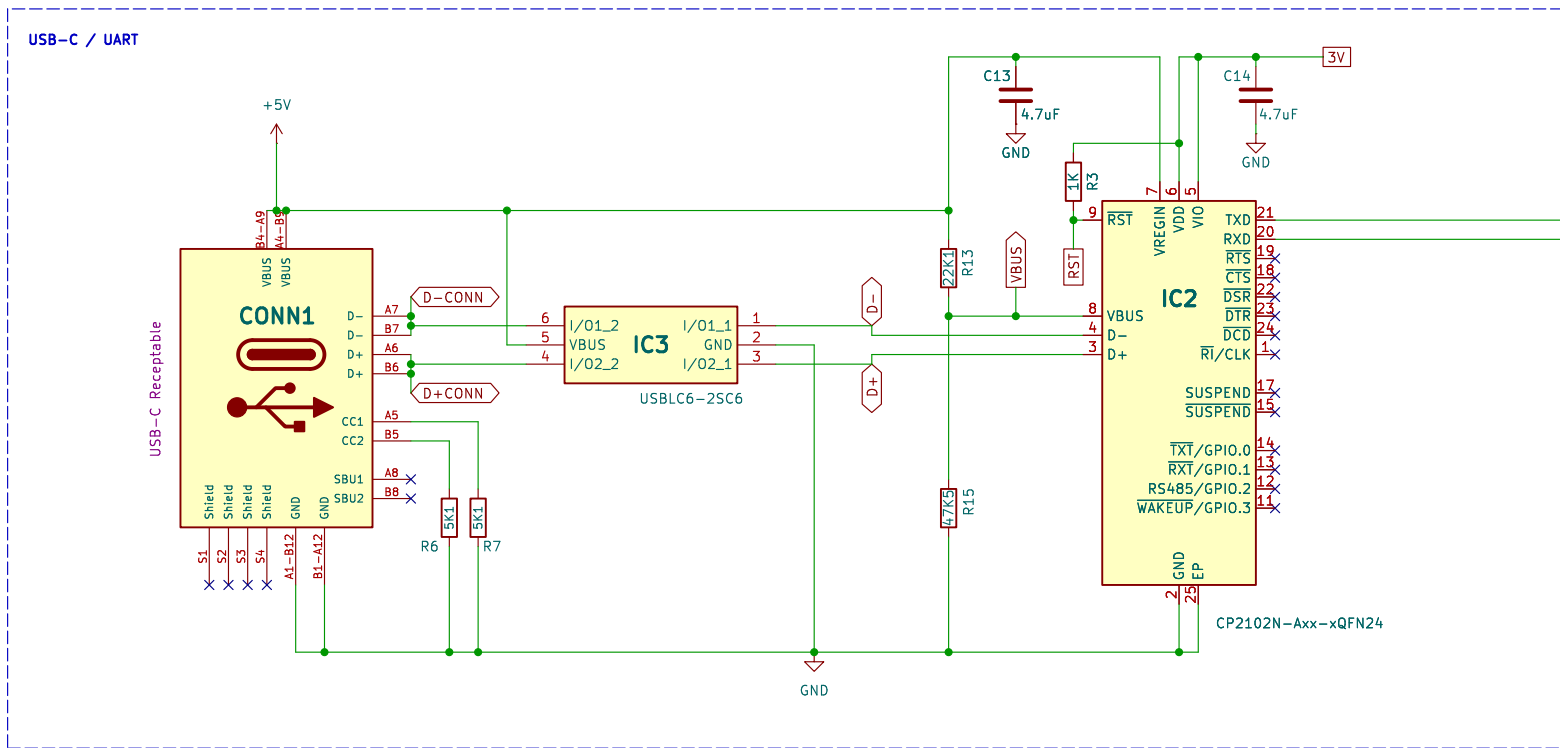 USB-C / UART
+5V
C13
4.7uF
GND
C14
4.7uF
GND
3V
1K
R3
RST
B4-A9
A4-B9
VBUS
VBUS
CONN1
USB-C Receptable
D- A7
D- B7
D+ A6
D+ B6
CC1 A5
CC2 B5
SBU1 A8
SBU2 B8
Shield
Shield
Shield
Shield
GND
GND
S1
S2
S3
S4
A1-B12
B1-A12
D-CONN
D+CONN
5K1
R6
5K1
R7
6 I/O1_2
5 VBUS
4 I/O2_2
IC3
I/O1_1 1
GND 2
I/O2_1 3
USBLC6-2SC6
D-
D+
22K1
R13
VBUS
47K5
R15
GND
7
6
5
VREGIN
VDD
VIO
9 RST
8 VBUS
4 D-
3 D+
IC2
TXD 21
RXD 20
RTS 19
CTS 18
DSR 22
DTR 23
DCD 24
RI/CLK 1
SUSPEND 17
SUSPEND 15
TXT/GPIO.0 14
RXT/GPIO.1 13
RS485/GPIO.2 12
WAKEUP/GPIO.3 11
GND
EP
2
25
CP2102N-Axx-xQFN24